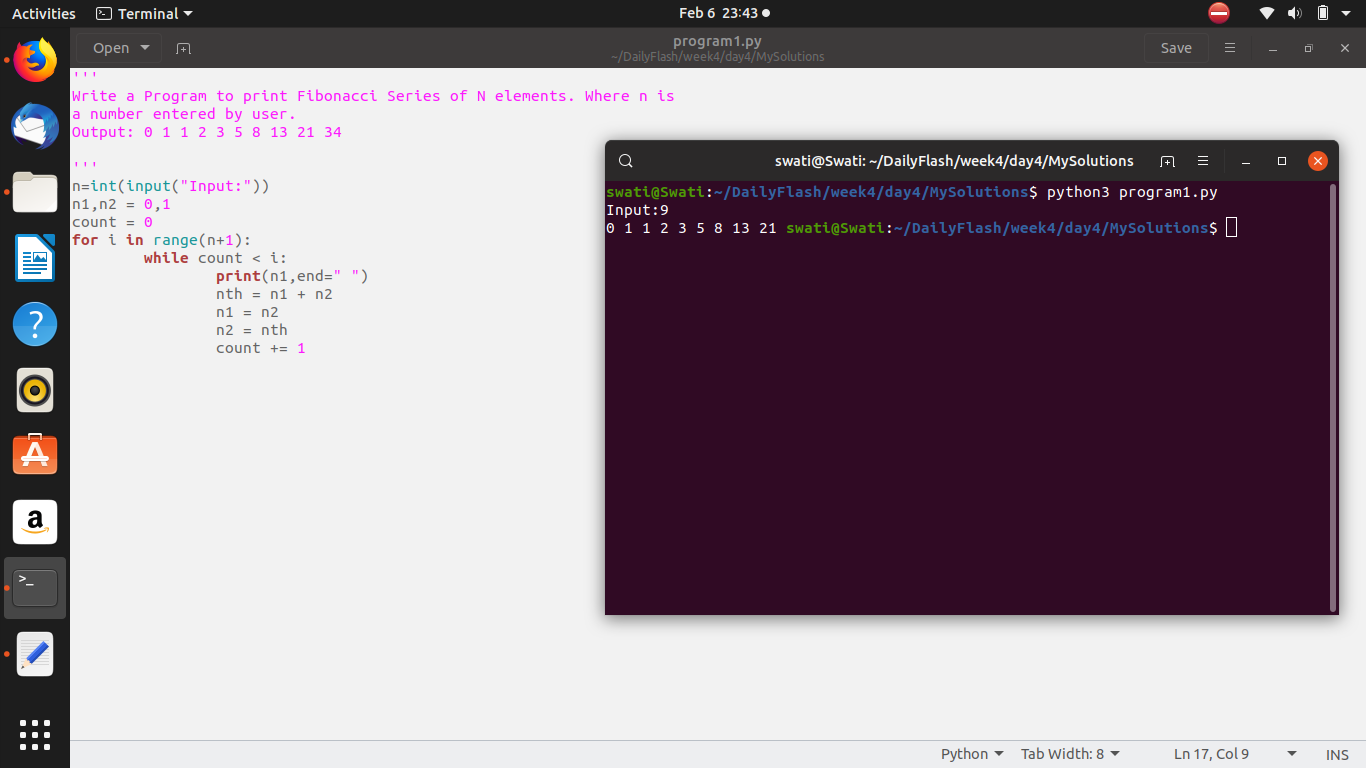 Activities Terminal Feb 6 23:43
Open program1.py Save
~/DailyFlash/week4/day4/MySolutions
'''
Write a Program to print Fibonacci Series of N elements. Where n is
a number entered by user.
Output: 0 1 1 2 3 5 8 13 21 34
'''
n=int(input("Input:"))
n1,n2 = 0,1
count = 0
for i in range(n+1):
while count < i:
print(n1,end=" ")
nth = n1 + n2
n1 = n2
n2 = nth
count += 1
swati@Swati: ~/DailyFlash/week4/day4/MySolutions
swati@Swati:~/DailyFlash/week4/day4/MySolutions$ python3 program1.py
Input:9
0 1 1 2 3 5 8 13 21 swati@Swati:~/DailyFlash/week4/day4/MySolutions$
?
a
>_
Python Tab Width: 8 Ln 17, Col 9 INS